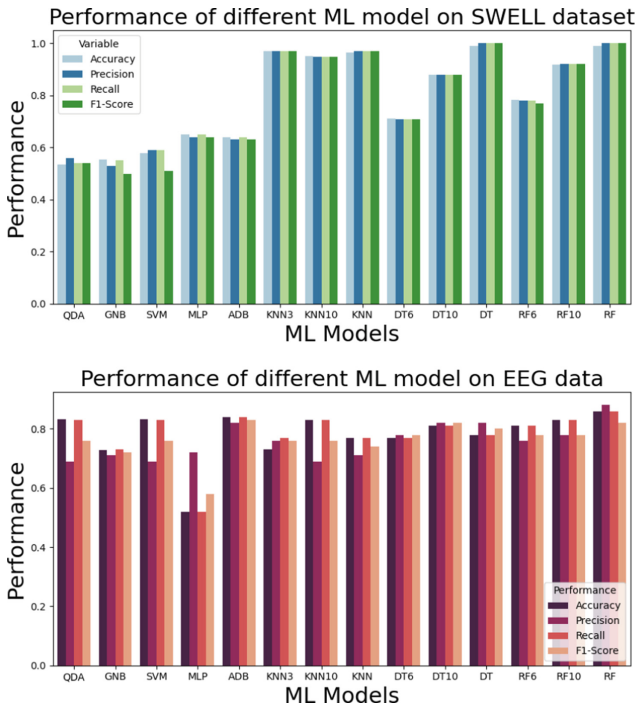 Performance of different ML model on SWELL dataset
Performance
1.0
0.8
0.6
0.4
0.2
0.0
Variable
Accuracy
Precision
Recall
F1-Score
QDA GNB SVM MLP ADB KNN3 KNN10 KNN DT6 DT10 DT RF6 RF10 RF
ML Models
Performance of different ML model on EEG data
Performance
0.8
0.6
0.4
0.2
0.0
Performance
Accuracy
Precision
Recall
F1-Score
QDA GNB SVM MLP ADB KNN3 KNN10 KNN DT6 DT10 DT RF6 RF10 RF
ML Models